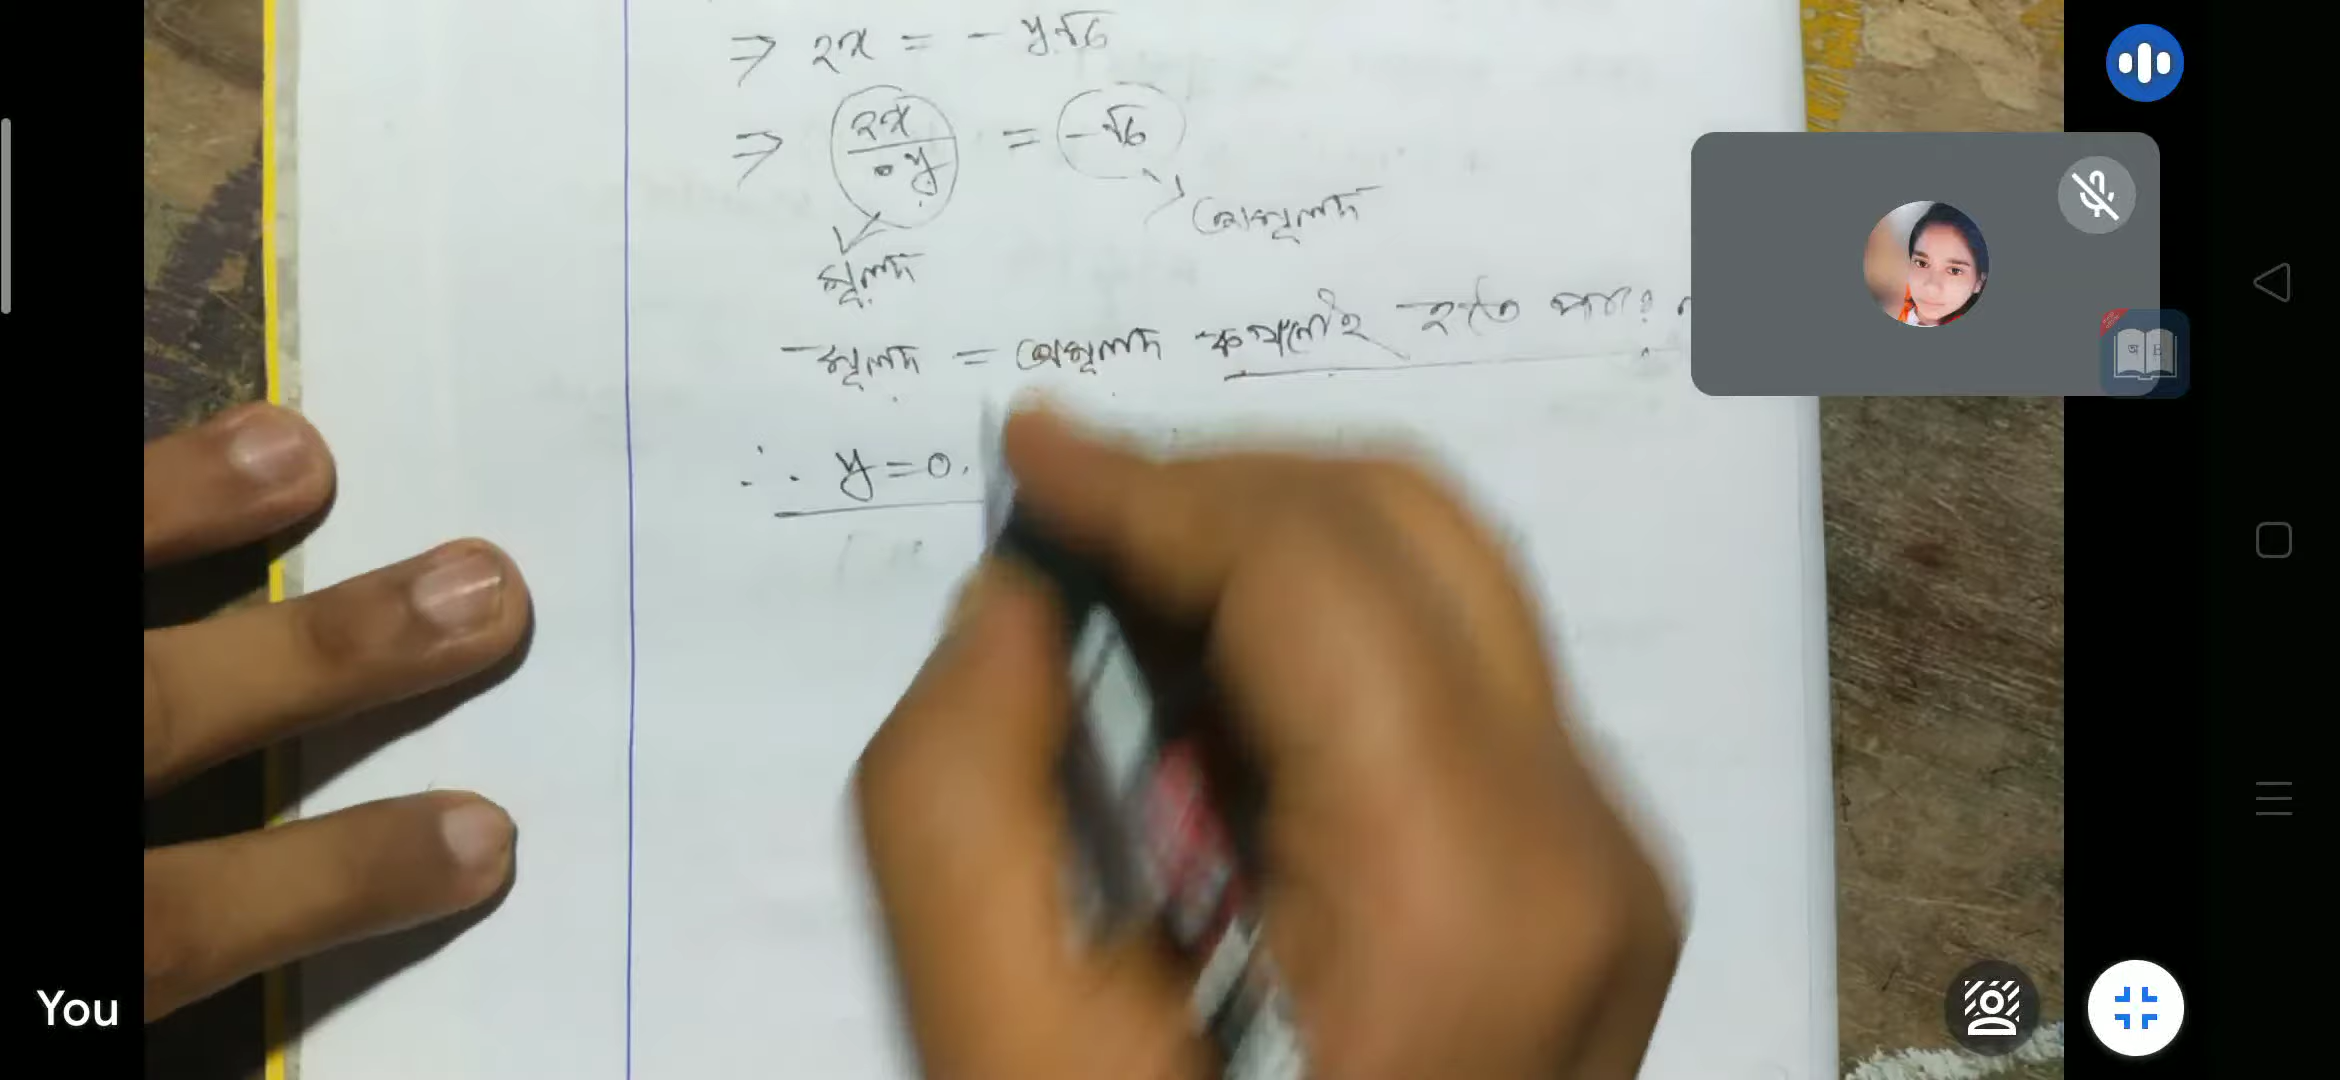 ⇒ 2x = - y√6
⇒ 2x/y = -√6
মূলদ অমূলদ
মূলদ = অমূলদ কখনোই হতে পারে
∴ y = 0.
You